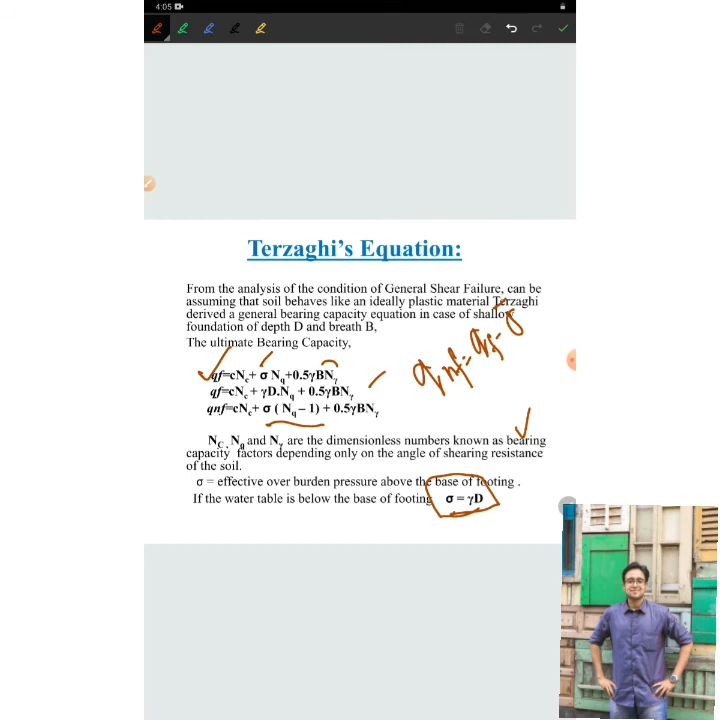 4:05
Terzaghi's Equation:
From the analysis of the condition of General Shear Failure, can be
assuming that soil behaves like an ideally plastic material Terzaghi
derived a general bearing capacity equation in case of shallow
foundation of depth D and breath B,
The ultimate Bearing Capacity,
qf=cNc+ σ Nq+0.5γBNγ
qf=cNc + γD.Nq + 0.5γBNγ
qnf=cNc+ σ ( Nq – 1) + 0.5γBNγ
qnf = qf - σ
NC, Nq and Nγ are the dimensionless numbers known as bearing
capacity factors depending only on the angle of shearing resistance
of the soil.
σ = effective over burden pressure above the base of footing .
If the water table is below the base of footing σ = γD